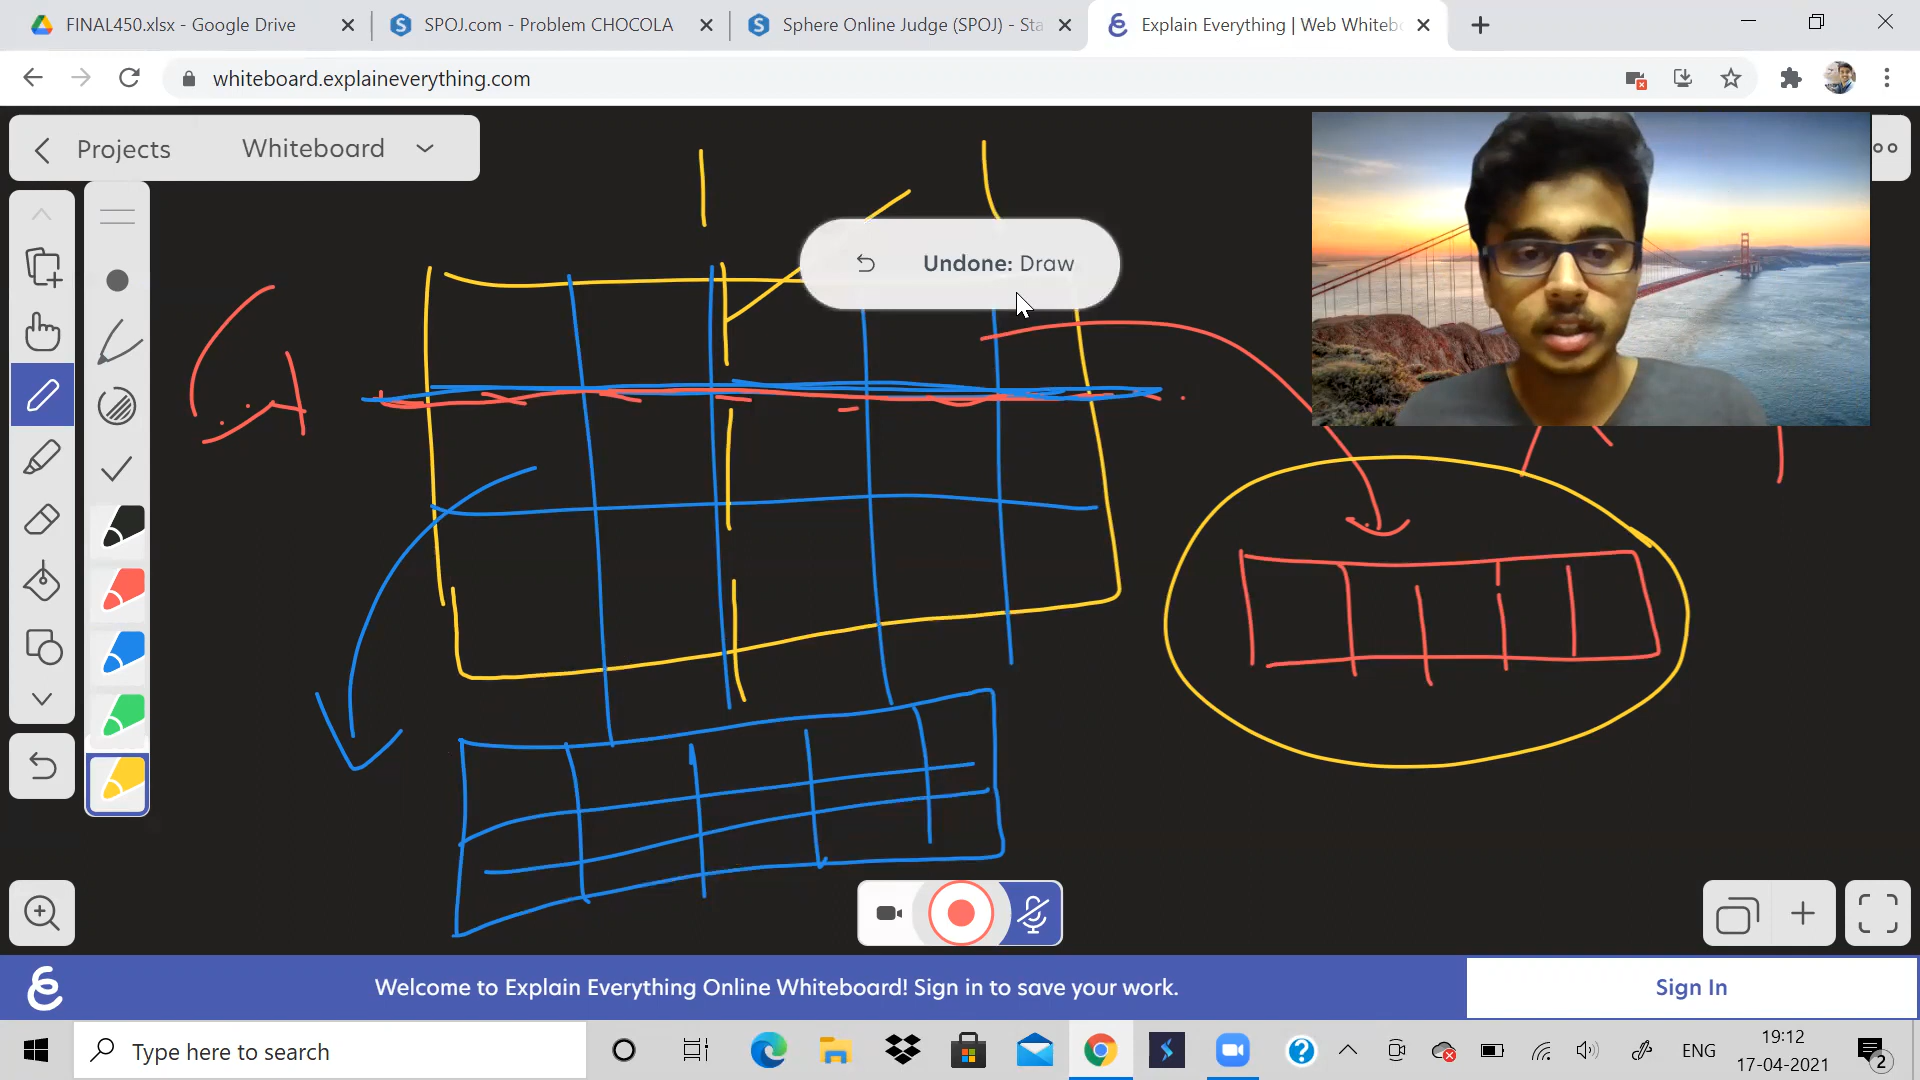 FINAL450.xlsx - Google Drive
SPOJ.com - Problem CHOCOLA
Sphere Online Judge (SPOJ) - Sta
Explain Everything | Web Whitebo
whiteboard.explaineverything.com
Projects
Whiteboard
Undone: Draw
Welcome to Explain Everything Online Whiteboard! Sign in to save your work.
Sign In
Type here to search
ENG
19:12
17-04-2021
2